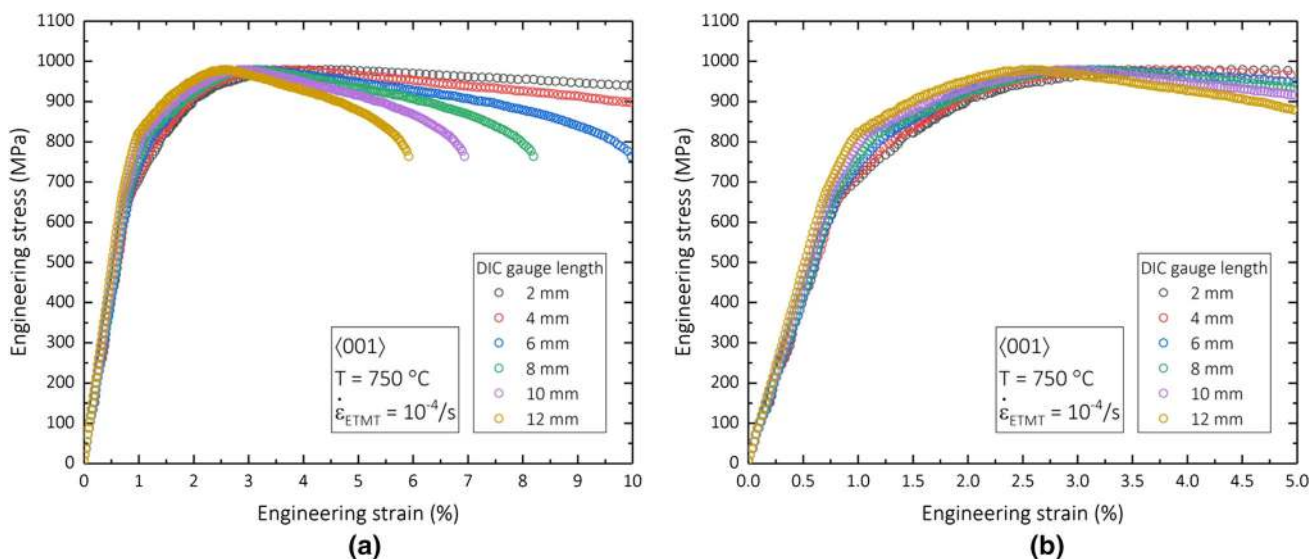 1100
1000
900
800
700
600
500
400
300
200
100
0
Engineering stress (MPa)
0 1 2 3 4 5 6 7 8 9 10
Engineering strain (%)
⟨001⟩
T = 750 °C
ε̇ETMT = 10⁻⁴/s
DIC gauge length
2 mm
4 mm
6 mm
8 mm
10 mm
12 mm
(a)
1100
1000
900
800
700
600
500
400
300
200
100
0
Engineering stress (MPa)
0.0 0.5 1.0 1.5 2.0 2.5 3.0 3.5 4.0 4.5 5.0
Engineering strain (%)
⟨001⟩
T = 750 °C
ε̇ETMT = 10⁻⁴/s
DIC gauge length
2 mm
4 mm
6 mm
8 mm
10 mm
12 mm
(b)